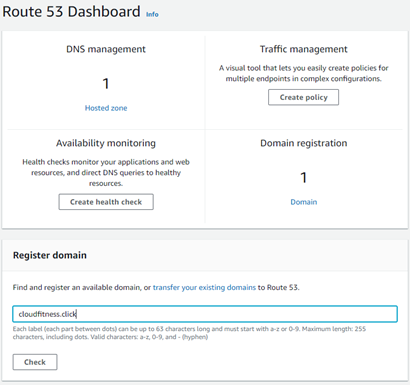 Route 53 Dashboard Info
DNS management
1
Hosted zone
Traffic management
A visual tool that lets you easily create policies for
multiple endpoints in complex configurations.
Create policy
Availability monitoring
Health checks monitor your applications and web
resources, and direct DNS queries to healthy
resources.
Create health check
Domain registration
1
Domain
Register domain
Find and register an available domain, or transfer your existing domains to Route 53.
cloudfitness.click
Each label (each part between dots) can be up to 63 characters long and must start with a-z or 0-9. Maximum length: 255
characters, including dots. Valid characters: a-z, 0-9, and - (hyphen)
Check